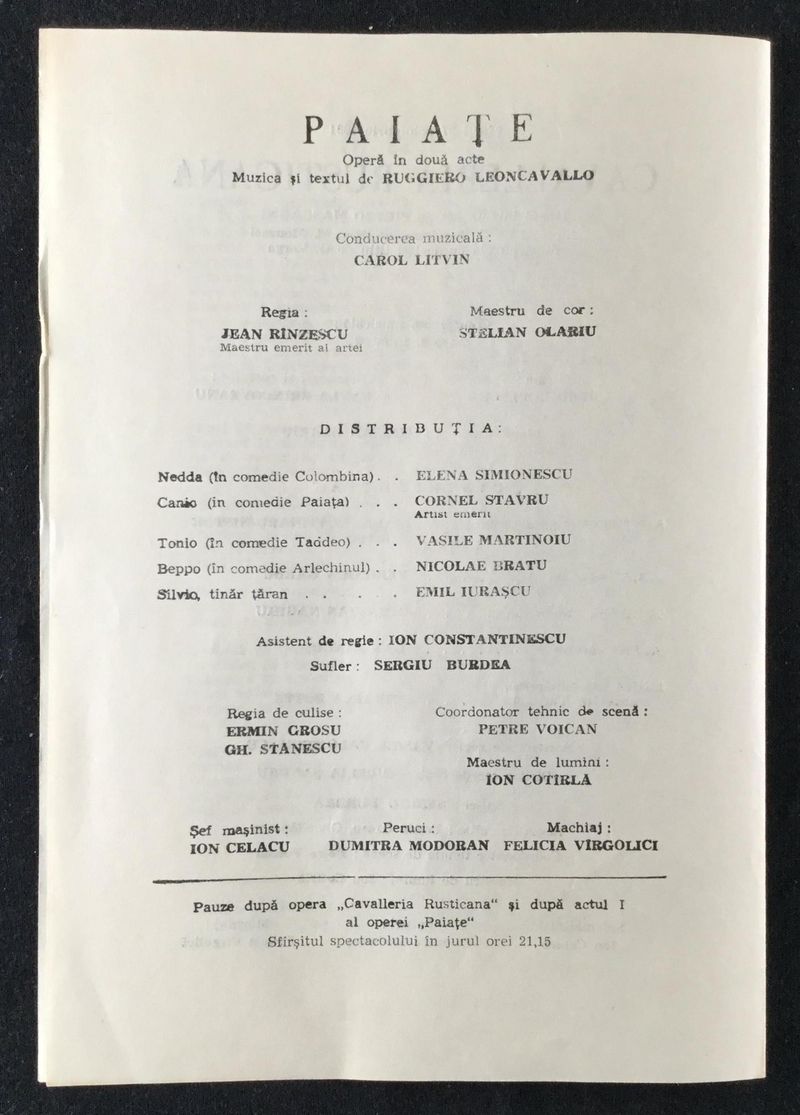 PAIAȚE
Operă în două acte
Muzica și textul de RUGGIERO LEONCAVALLO
Conducerea muzicală :
CAROL LITVIN
Regia :
JEAN RÎNZESCU
Maestru emerit al artei
Maestru de cor :
STELIAN OLARIU
DISTRIBUȚIA:
Nedda (în comedie Colombina) . . ELENA SIMIONESCU
Canio (în comedie Paiața) . . . CORNEL STAVRU
Artist emerit
Tonio (în comedie Taddeo) . . . VASILE MARTINOIU
Beppo (în comedie Arlechinul) . . NICOLAE BRATU
Silvio, tînăr țăran . . . . EMIL IURAȘCU
Asistent de regie : ION CONSTANTINESCU
Sufler : SERGIU BURDEA
Regia de culise :
ERMIN GROSU
GH. STĂNESCU
Coordonator tehnic de scenă :
PETRE VOICAN
Maestru de lumini :
ION COTÎRLĂ
Șef mașinist :
ION CELACU
Peruci :
DUMITRA MODORAN
Machiaj :
FELICIA VÎRGOLICI
Pauze după opera „Cavalleria Rusticana“ și după actul I
al operei „Paiațe“
Sfîrșitul spectacolului în jurul orei 21,15